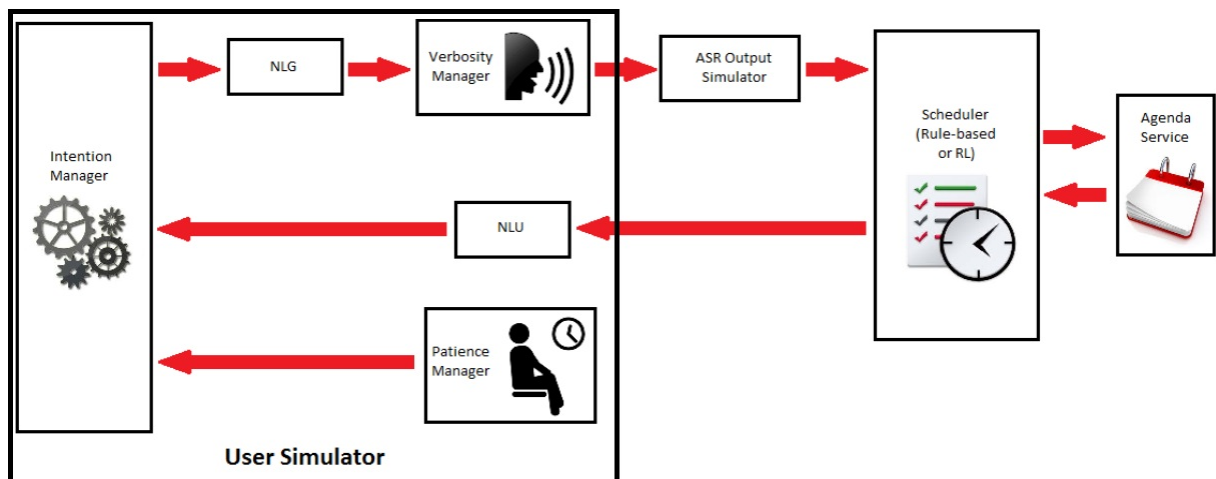 NLG
Verbosity
Manager
ASR Output
Simulator
Scheduler
(Rule-based
or RL)
Agenda
Service
Intention
Manager
NLU
Patience
Manager
User Simulator